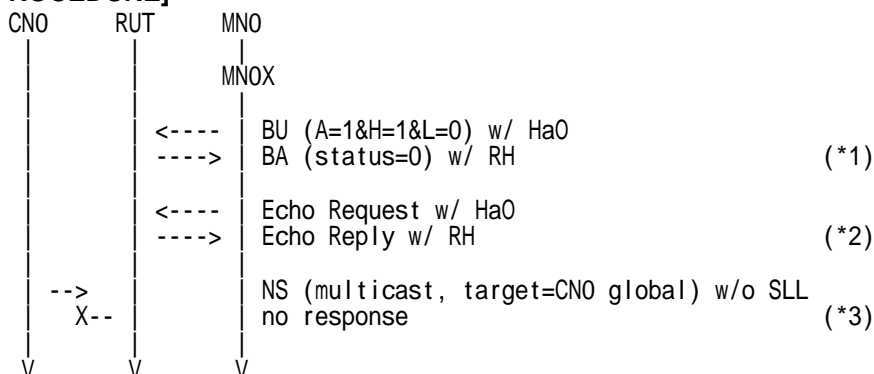 CN0 RUT MN0
| | |
| | MN0X
| | |
| | <---- | BU (A=1&H=1&L=0) w/ HaO
| | ----> | BA (status=0) w/ RH (*1)
| | |
| | <---- | Echo Request w/ HaO
| | ----> | Echo Reply w/ RH (*2)
| | |
| --> | | NS (multicast, target=CN0 global) w/o SLL
| X-- | | no response (*3)
| | |
V V V